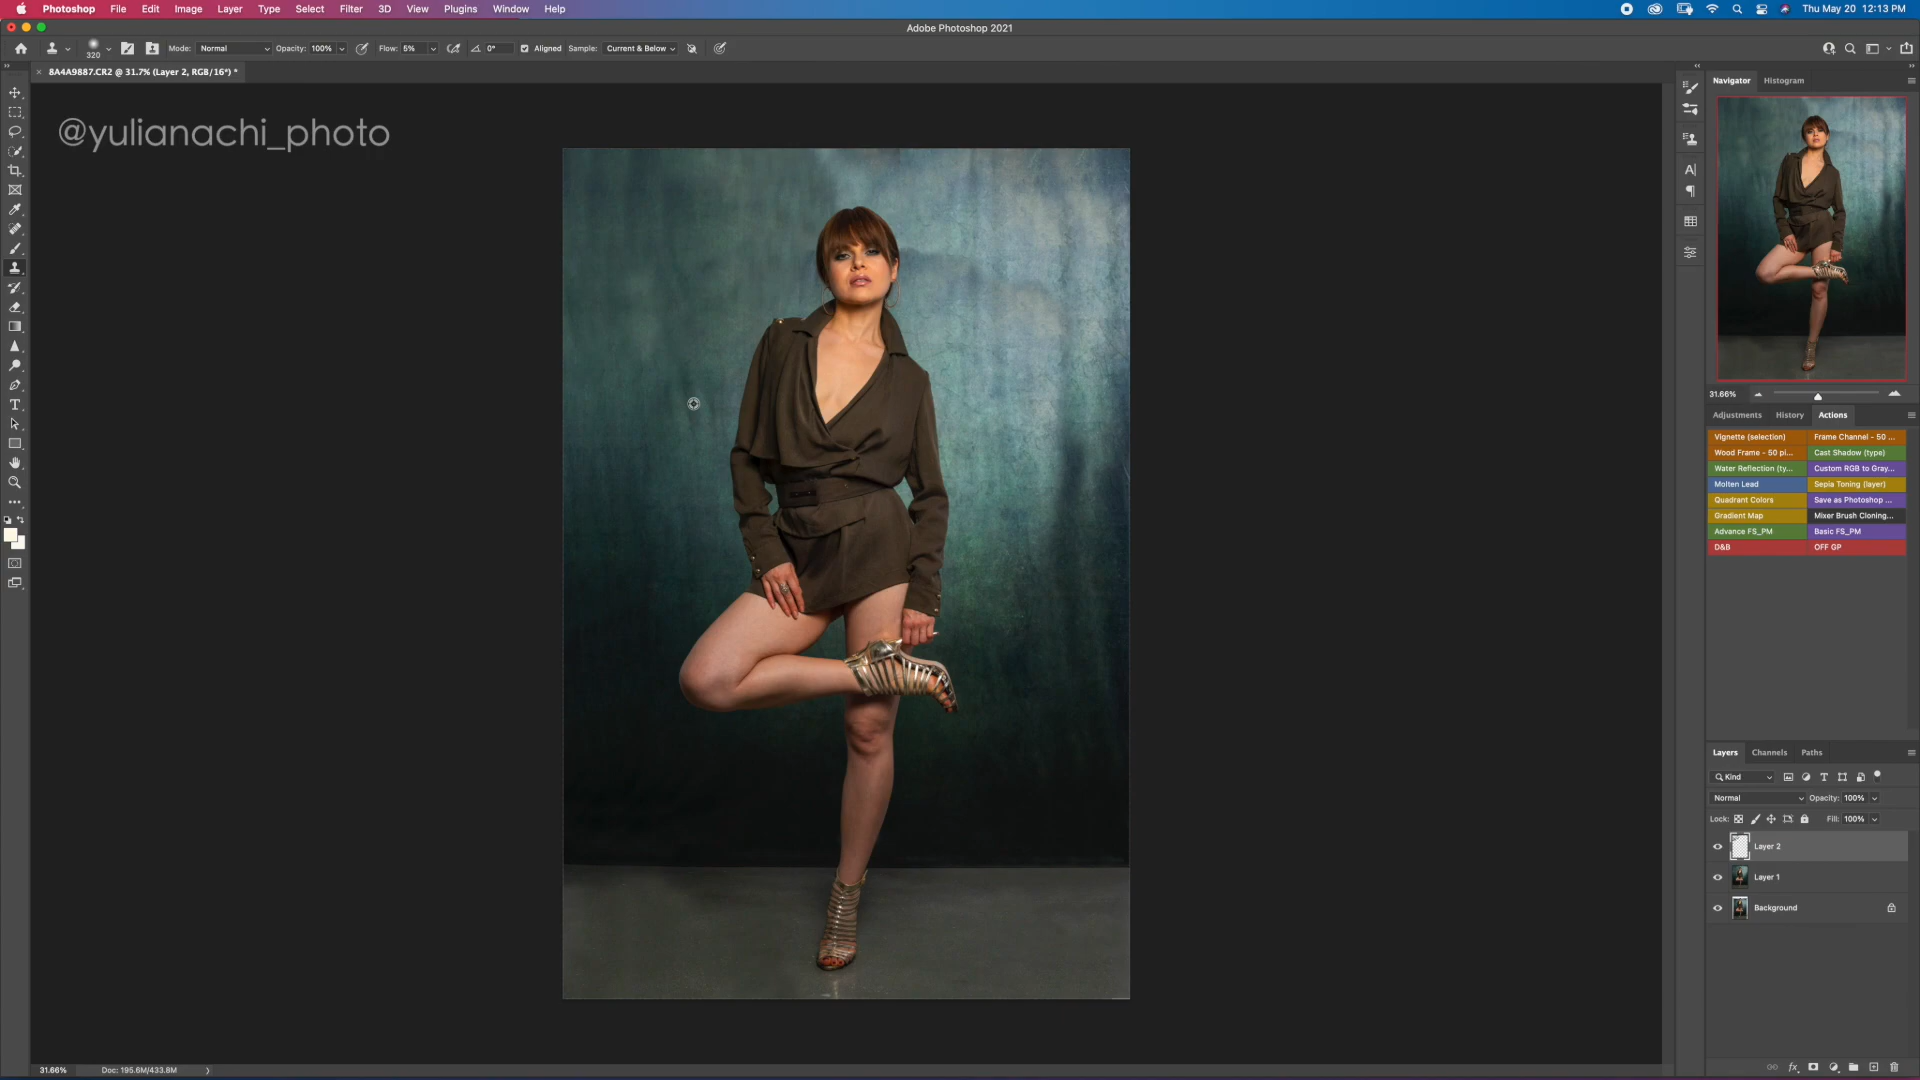 Photoshop File Edit Image Layer Type Select Filter 3D View Plugins Window Help Thu May 20 12:13 PM
Adobe Photoshop 2021
320 Mode: Normal Opacity: 100% Flow: 5% 0° Aligned Sample: Current & Below
8A4A9887.CR2 @ 31.7% (Layer 2, RGB/16*) *
@yulianachi_photo
Navigator Histogram
31.66%
Adjustments History Actions
Vignette (selection) Frame Channel - 50 ...
Wood Frame - 50 pi... Cast Shadow (type)
Water Reflection (ty... Custom RGB to Gray...
Molten Lead Sepia Toning (layer)
Quadrant Colors Save as Photoshop ...
Gradient Map Mixer Brush Cloning...
Advance FS_PM Basic FS_PM
D&B OFF GP
Layers Channels Paths
Kind
Normal Opacity: 100%
Lock: Fill: 100%
Layer 2
Layer 1
Background
fx
31.66% Doc: 195.6M/433.8M